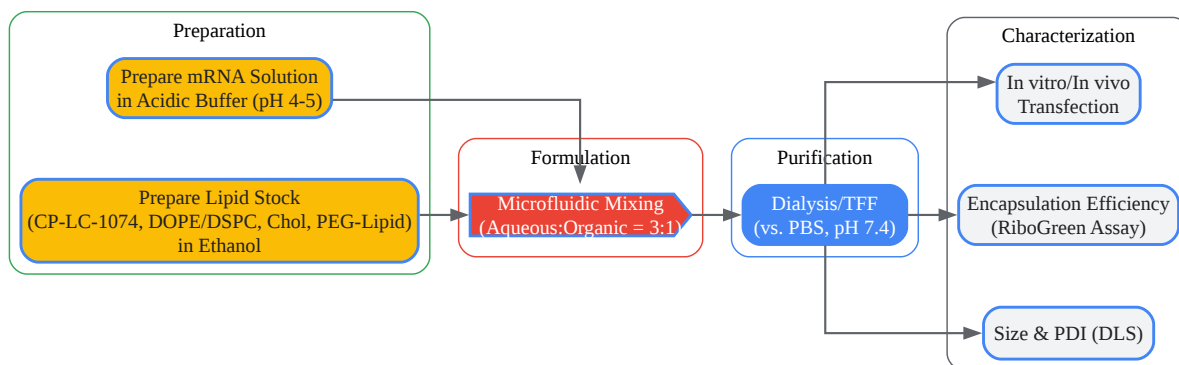 Preparation
Prepare mRNA Solution
in Acidic Buffer (pH 4-5)
Prepare Lipid Stock
(CP-LC-1074, DOPE/DSPC, Chol, PEG-Lipid)
in Ethanol
Formulation
Microfluidic Mixing
(Aqueous:Organic = 3:1)
Purification
Dialysis/TFF
(vs. PBS, pH 7.4)
Characterization
In vitro/In vivo
Transfection
Encapsulation Efficiency
(RiboGreen Assay)
Size & PDI (DLS)